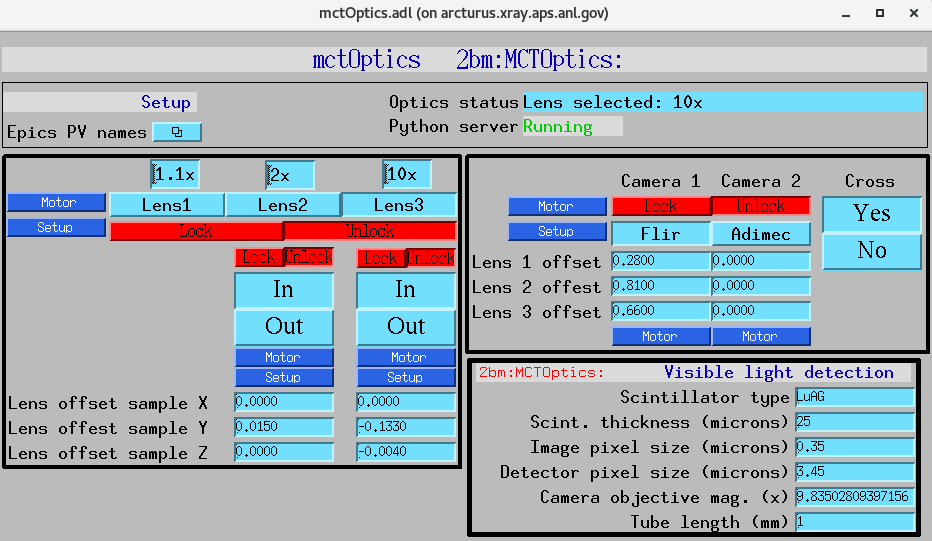 mctOptics.adl (on arcturus.xray.aps.anl.gov)
mctOptics 2bm:MCTOptics:
Setup
Optics status Lens selected: 10x
Epics PV names
Python server Running
1.1x 2x 10x
Motor Lens1 Lens2 Lens3
Setup Lock Unlock
Lock Unlock Lock Unlock
In In
Out Out
Motor Motor
Setup Setup
Lens offset sample X 0.0000 0.0000
Lens offest sample Y 0.0150 -0.1330
Lens offset sample Z 0.0000 -0.0040
Camera 1 Camera 2 Cross
Motor Lock Unlock Yes
Setup Flir Adimec No
Lens 1 offset 0.2800 0.0000
Lens 2 offest 0.8100 0.0000
Lens 3 offset 0.6600 0.0000
Motor Motor
2bm:MCTOptics: Visible light detection
Scintillator type LuAG
Scint. thickness (microns) 25
Image pixel size (microns) 0.35
Detector pixel size (microns) 3.45
Camera objective mag. (x) 9.83502809397156
Tube length (mm) 1